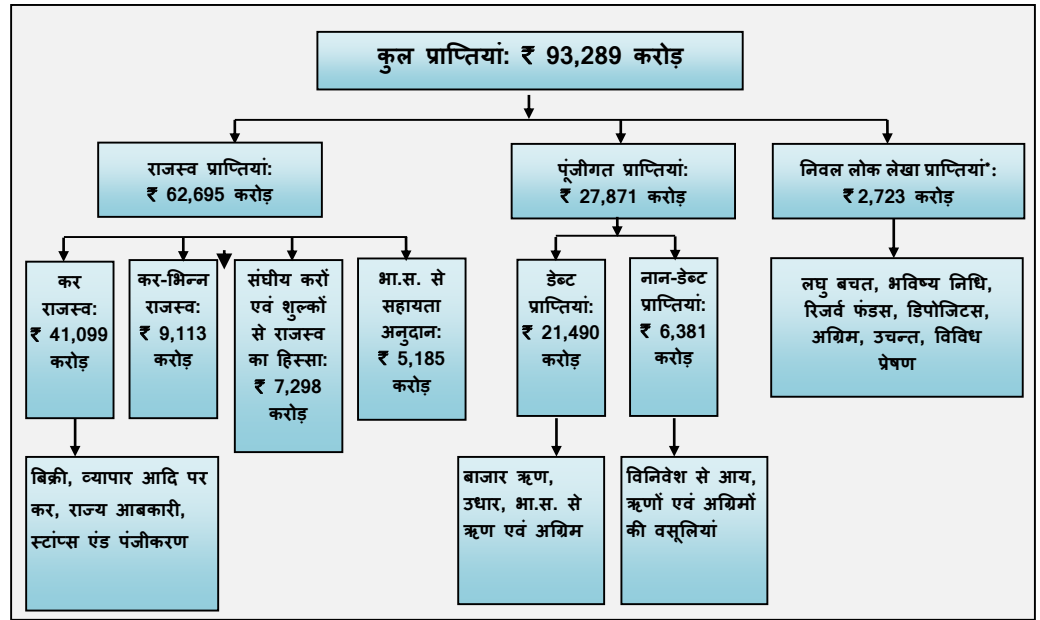 कुल प्राप्तियां: ₹ 93,289 करोड़
राजस्व प्राप्तियां:
₹ 62,695 करोड़
पूंजीगत प्राप्तियां:
₹ 27,871 करोड़
निवल लोक लेखा प्राप्तियां*:
₹ 2,723 करोड़
कर
राजस्व:
₹ 41,099
करोड़
कर-भिन्न
राजस्व:
₹ 9,113
करोड़
संघीय करों
एवं शुल्कों
से राजस्व
का हिस्सा:
₹ 7,298
करोड़
भा.स. से
सहायता
अनुदान:
₹ 5,185
करोड़
डेब्ट
प्राप्तियां:
₹ 21,490
करोड़
नान-डेब्ट
प्राप्तियां:
₹ 6,381
करोड़
लघु बचत, भविष्य निधि,
रिजर्व फंडस, डिपोजिटस,
अग्रिम, उचन्त, विविध
प्रेषण
बिक्री, व्यापार आदि पर
कर, राज्य आबकारी,
स्टांप्स एंड पंजीकरण
बाजार ऋण,
उधार, भा.स. से
ऋण एवं अग्रिम
विनिवेश से आय,
ऋणों एवं अग्रिमों
की वसूलियां